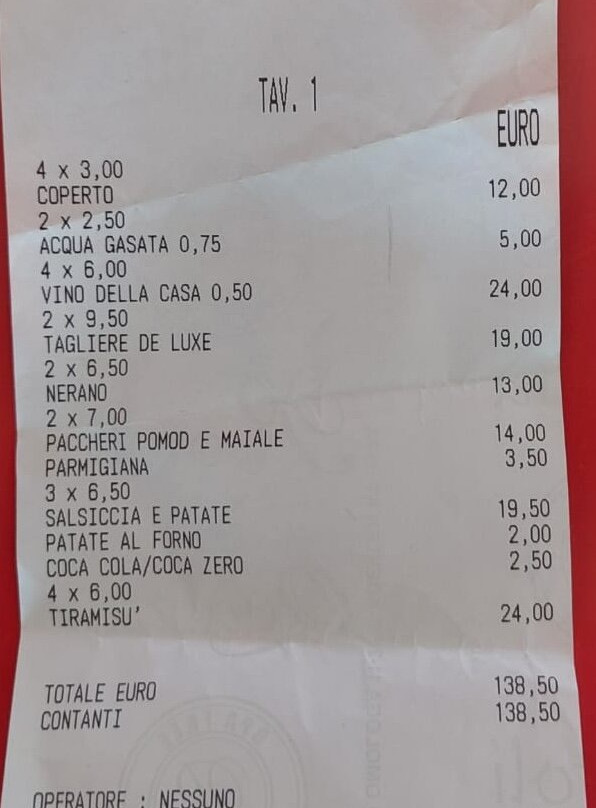 TAV. 1
EURO
4 x 3,00
COPERTO 12,00
2 x 2,50
ACQUA GASATA 0,75 5,00
4 x 6,00
VINO DELLA CASA 0,50 24,00
2 x 9,50
TAGLIERE DE LUXE 19,00
2 x 6,50
NERANO 13,00
2 x 7,00
PACCHERI POMOD E MAIALE 14,00
PARMIGIANA 3,50
3 x 6,50
SALSICCIA E PATATE 19,50
PATATE AL FORNO 2,00
COCA COLA/COCA ZERO 2,50
4 x 6,00
TIRAMISU' 24,00
TOTALE EURO 138,50
CONTANTI 138,50
OPERATORE : NESSUNO